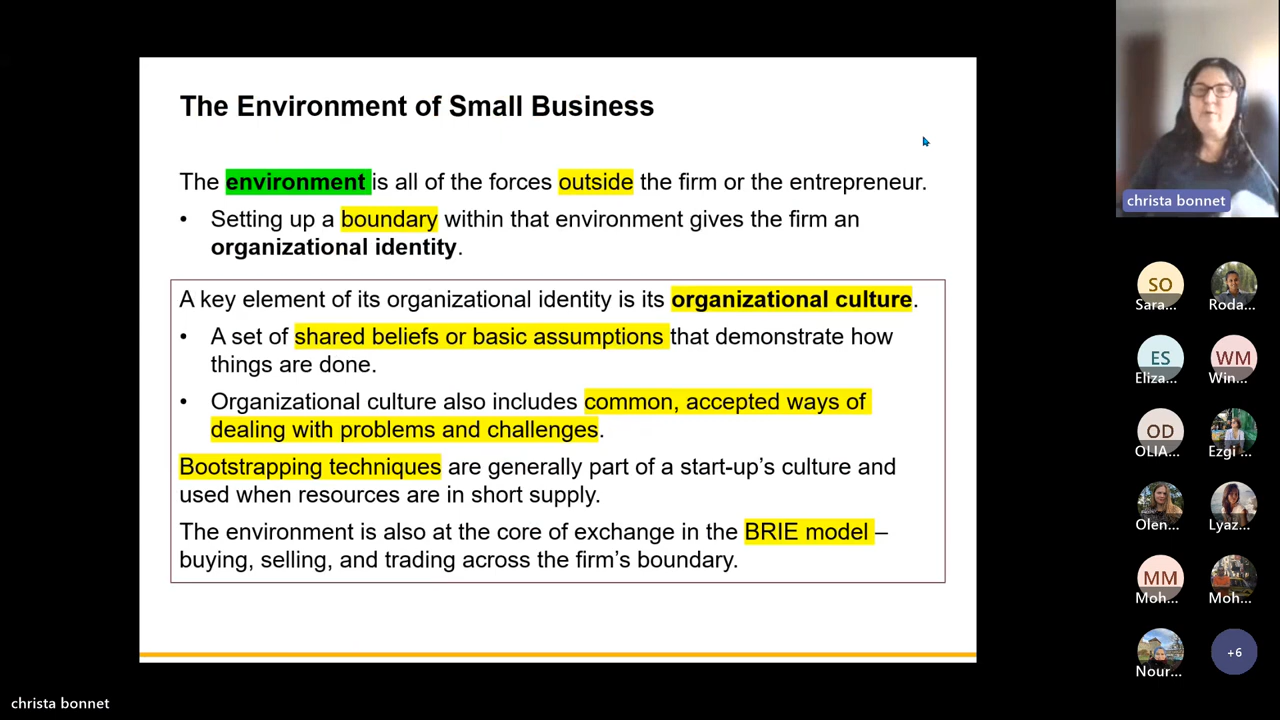 The Environment of Small Business
The environment is all of the forces outside the firm or the entrepreneur.
• Setting up a boundary within that environment gives the firm an
organizational identity.
A key element of its organizational identity is its organizational culture.
• A set of shared beliefs or basic assumptions that demonstrate how
things are done.
• Organizational culture also includes common, accepted ways of
dealing with problems and challenges.
Bootstrapping techniques are generally part of a start-up’s culture and
used when resources are in short supply.
The environment is also at the core of exchange in the BRIE model –
buying, selling, and trading across the firm’s boundary.
christa bonnet
SO
Sara...
Roda...
ES
Eliza...
WM
Win...
OD
OLIA...
Ezgi ...
Olen...
Lyaz...
MM
Moh...
Moh...
Nour...
+6
christa bonnet